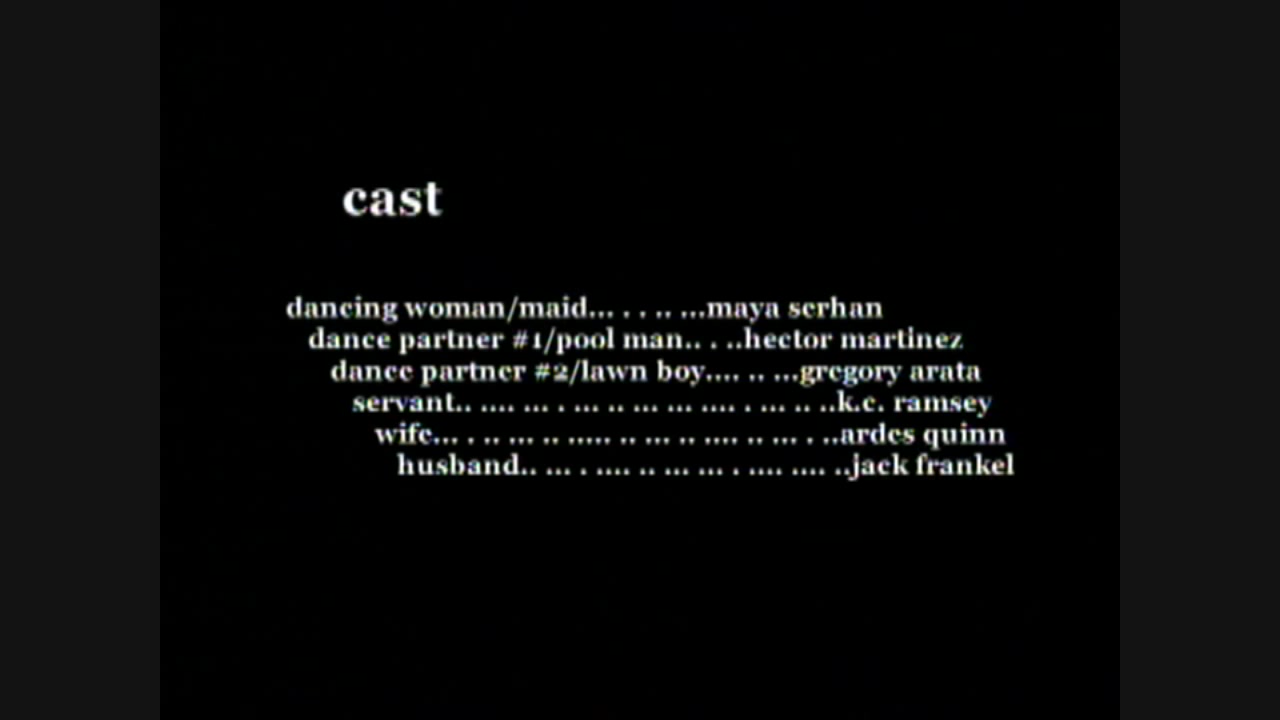 cast
dancing woman/maid... . . .. ...maya serhan
dance partner #1/pool man.. . ..hector martinez
dance partner #2/lawn boy.... .. ...gregory arata
servant.. .... ... . ... .. ... ... .... . ... .. ..k.c. ramsey
wife... . .. ... .. ..... .. ... .. .... .. ... . ..ardes quinn
husband.. ... . .... .. ... ... . .... .... ..jack frankel